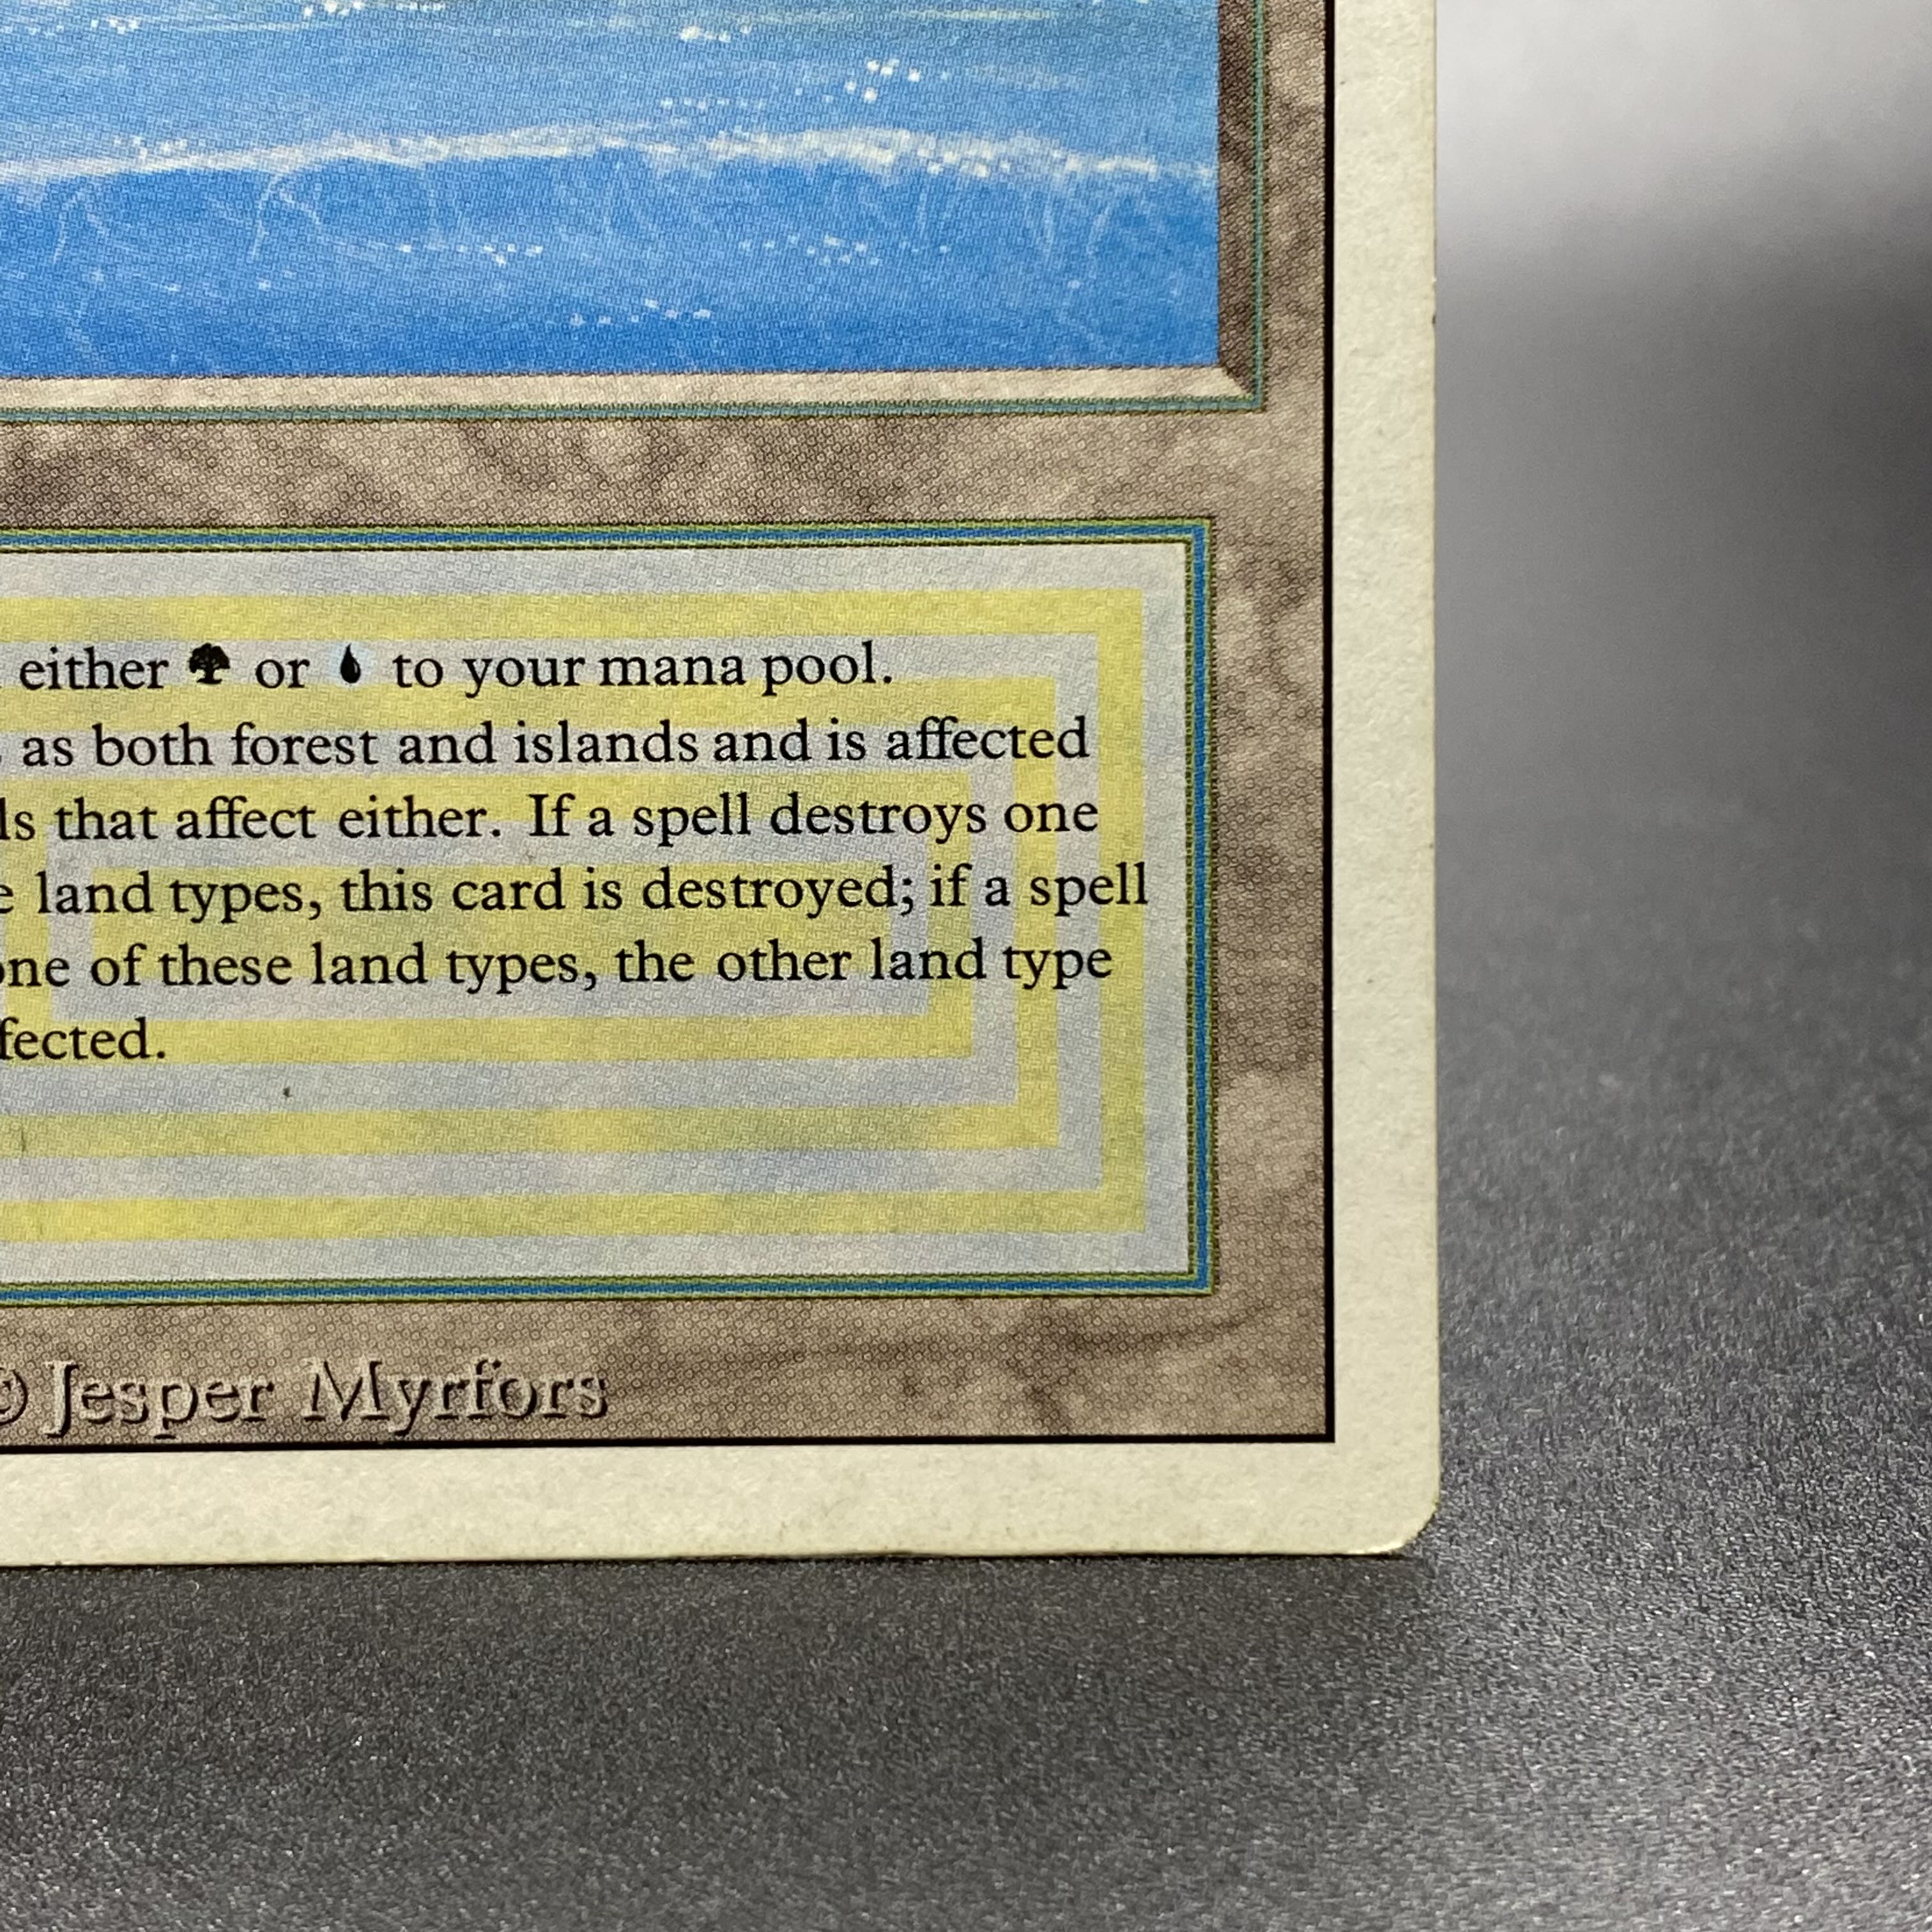 either or to your mana pool.
as both forest and islands and is affected
ls that affect either. If a spell destroys one
e land types, this card is destroyed; if a spell
one of these land types, the other land type
fected.
© Jesper Myrfors